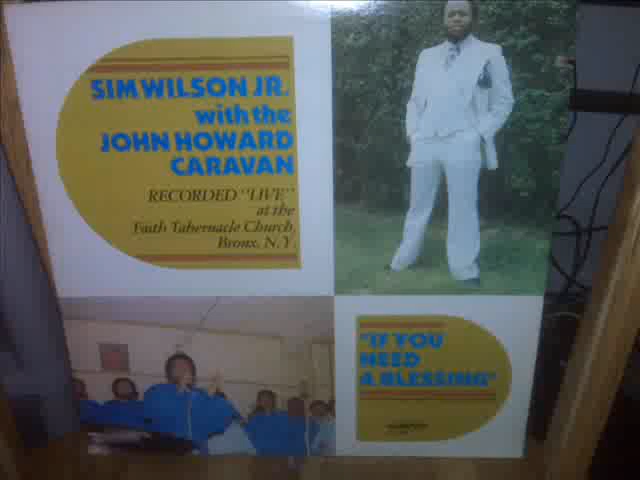 SIM WILSON JR.
with the
JOHN HOWARD
CARAVAN
RECORDED "LIVE"
at the
Faith Tabernacle Church,
Bronx, N.Y.
"IF YOU
NEED
A BLESSING"